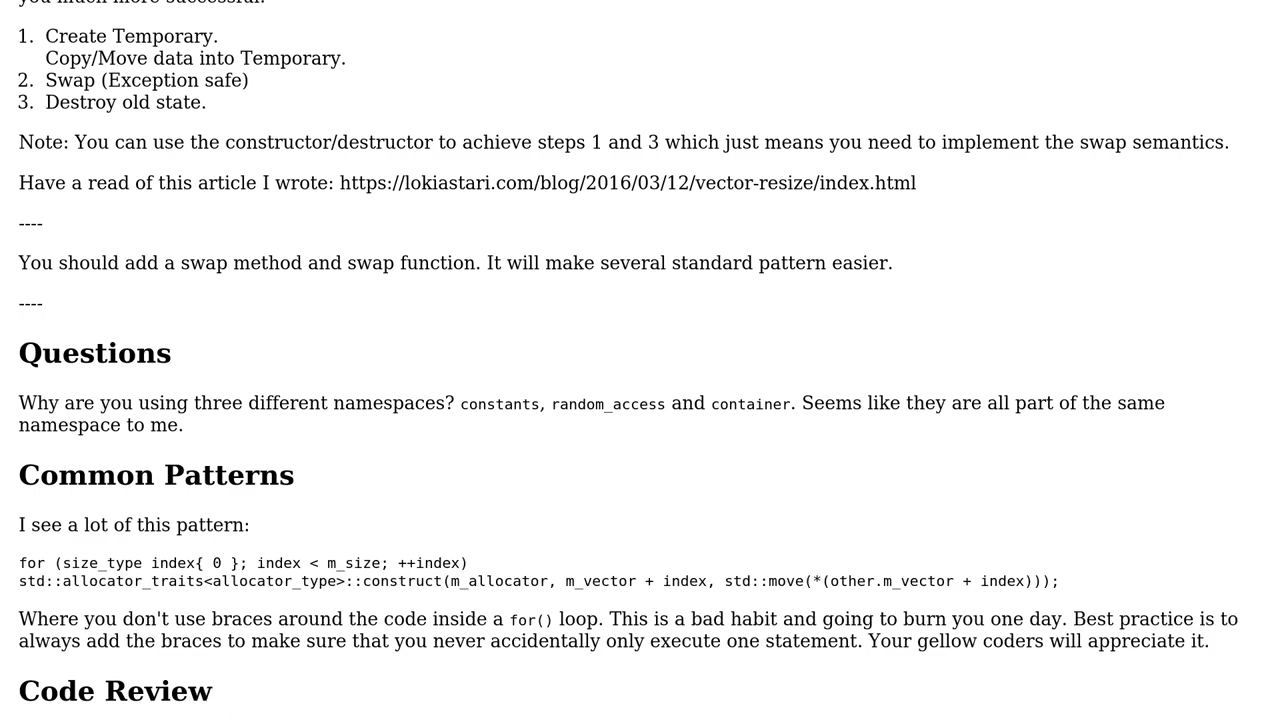 you much more successful.
1. Create Temporary.
Copy/Move data into Temporary.
2. Swap (Exception safe)
3. Destroy old state.
Note: You can use the constructor/destructor to achieve steps 1 and 3 which just means you need to implement the swap semantics.
Have a read of this article I wrote: https://lokiastari.com/blog/2016/03/12/vector-resize/index.html
----
You should add a swap method and swap function. It will make several standard pattern easier.
----
Questions
Why are you using three different namespaces? constants, random_access and container. Seems like they are all part of the same
namespace to me.
Common Patterns
I see a lot of this pattern:
for (size_type index{ 0 }; index < m_size; ++index)
std::allocator_traits<allocator_type>::construct(m_allocator, m_vector + index, std::move(*(other.m_vector + index)));
Where you don't use braces around the code inside a for() loop. This is a bad habit and going to burn you one day. Best practice is to
always add the braces to make sure that you never accidentally only execute one statement. Your gellow coders will appreciate it.
Code Review